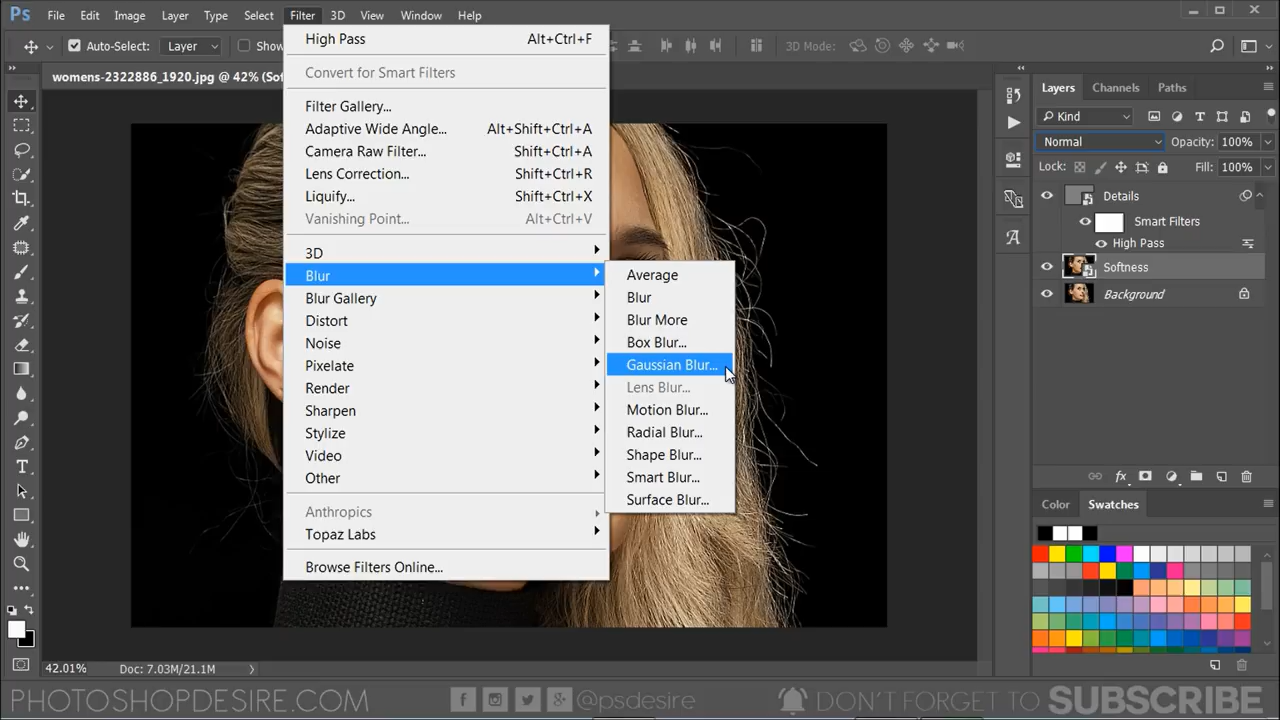 Ps File Edit Image Layer Type Select Filter 3D View Window Help
Auto-Select: Layer Show 3D Mode:
womens-2322886_1920.jpg @ 42% (So
High Pass Alt+Ctrl+F
Convert for Smart Filters
Filter Gallery...
Adaptive Wide Angle... Alt+Shift+Ctrl+A
Camera Raw Filter... Shift+Ctrl+A
Lens Correction... Shift+Ctrl+R
Liquify... Shift+Ctrl+X
Vanishing Point... Alt+Ctrl+V
3D
Blur
Blur Gallery
Distort
Noise
Pixelate
Render
Sharpen
Stylize
Video
Other
Anthropics
Topaz Labs
Browse Filters Online...
Average
Blur
Blur More
Box Blur...
Gaussian Blur...
Lens Blur...
Motion Blur...
Radial Blur...
Shape Blur...
Smart Blur...
Surface Blur...
Layers Channels Paths
Kind
Normal Opacity: 100%
Lock: Fill: 100%
Details
Smart Filters
High Pass
Softness
Background
Color Swatches
42.01% Doc: 7.03M/21.1M
PHOTOSHOPDESIRE.COM @psdesire DON'T FORGET TO SUBSCRIBE